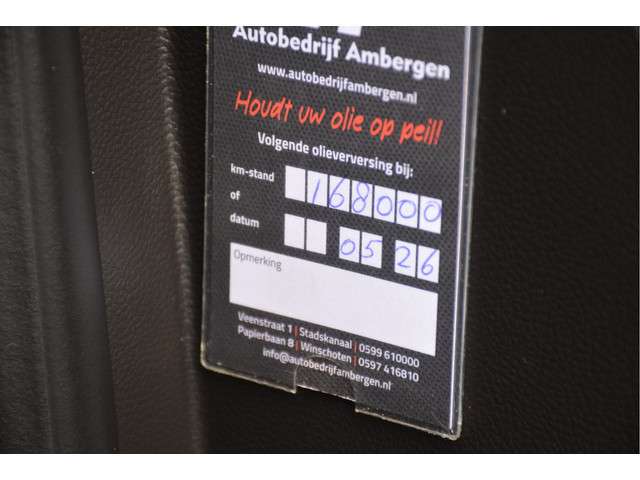 Autobedrijf Ambergen
www.autobedrijfambergen.nl
Houdt uw olie op peil!
Volgende olieverversing bij:
km-stand 168000
of
datum 05 26
Opmerking
Veenstraat 1 | Stadskanaal | 0599 610000
Papierbaan 8 | Winschoten | 0597 416810
info@autobedrijfambergen.nl